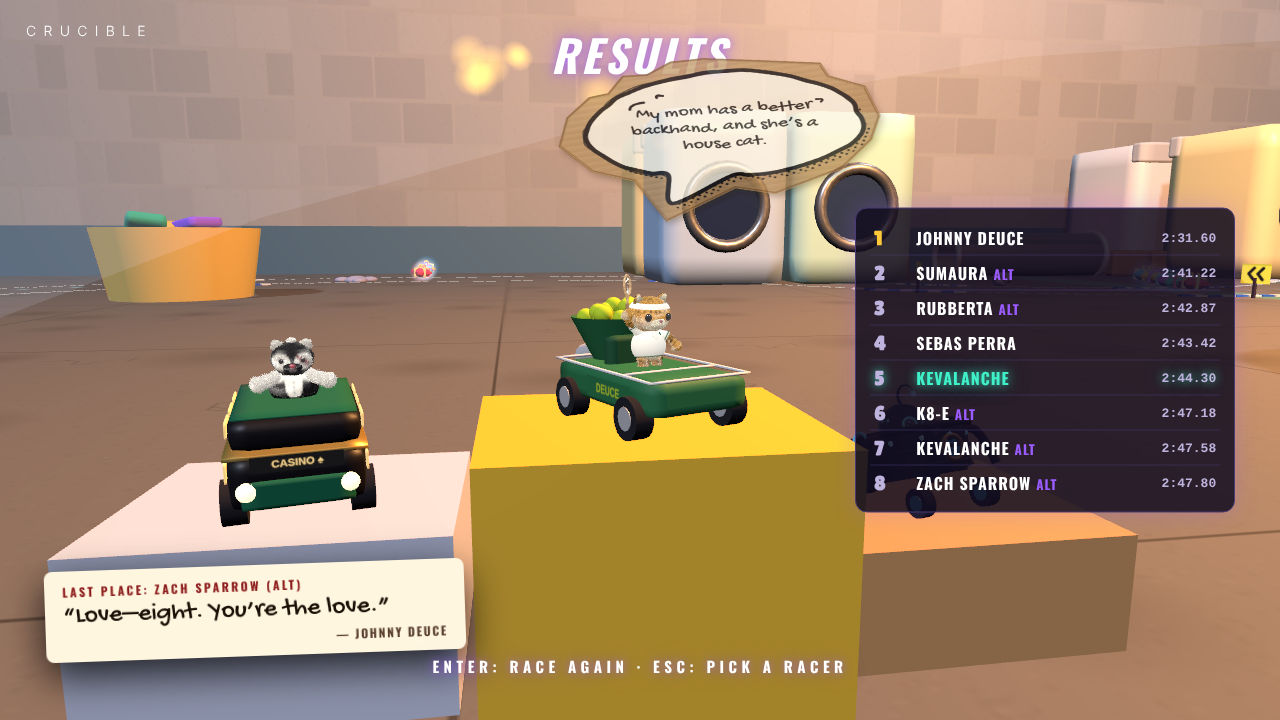 CRUCIBLE
RESULTS
"My mom has a better"
backhand, and she's a
house cat.
1 JOHNNY DEUCE 2:31.60
2 SUMAURA ALT 2:41.22
3 RUBBERTA ALT 2:42.87
4 SEBAS PERRA 2:43.42
5 KEVALANCHE 2:44.30
6 K8-E ALT 2:47.18
7 KEVALANCHE ALT 2:47.58
8 ZACH SPARROW ALT 2:47.80
DEUCE
CASINO ♠
LAST PLACE: ZACH SPARROW (ALT)
"Love—eight. You're the love."
— JOHNNY DEUCE
ENTER: RACE AGAIN · ESC: PICK A RACER